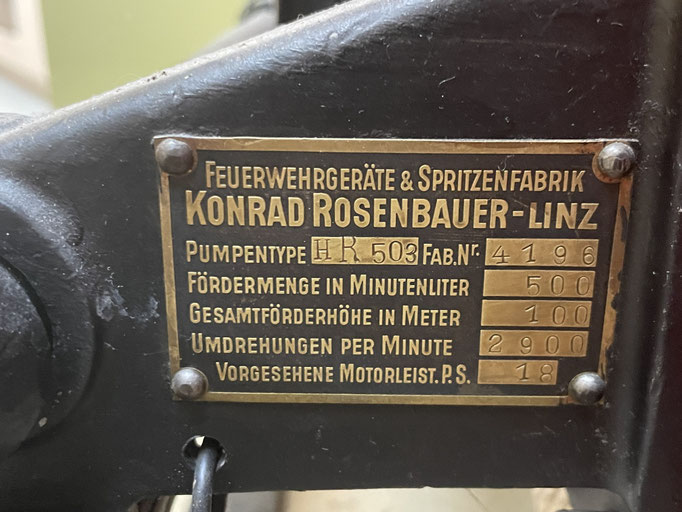 FEUERWEHRGERÄTE & SPRITZENFABRIK
KONRAD ROSENBAUER-LINZ
PUMPENTYPE HR 503 FAB.Nr. 4196
FÖRDERMENGE IN MINUTENLITER 500
GESAMTFÖRDERHÖHE IN METER 100
UMDREHUNGEN PER MINUTE 2900
VORGESEHENE MOTORLEIST. P.S. 18